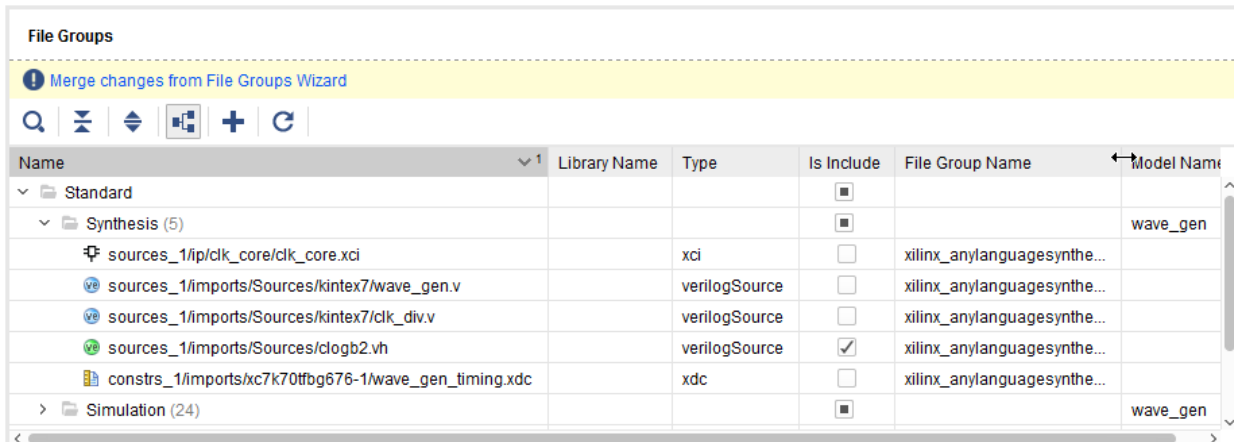 File Groups
Merge changes from File Groups Wizard
Name 1 Library Name Type Is Include File Group Name Model Name
Standard
Synthesis (5) wave_gen
sources_1/ip/clk_core/clk_core.xci xci xilinx_anylanguagesynthe...
sources_1/imports/Sources/kintex7/wave_gen.v verilogSource xilinx_anylanguagesynthe...
sources_1/imports/Sources/kintex7/clk_div.v verilogSource xilinx_anylanguagesynthe...
sources_1/imports/Sources/clogb2.vh verilogSource xilinx_anylanguagesynthe...
constrs_1/imports/xc7k70tfbg676-1/wave_gen_timing.xdc xdc xilinx_anylanguagesynthe...
Simulation (24) wave_gen